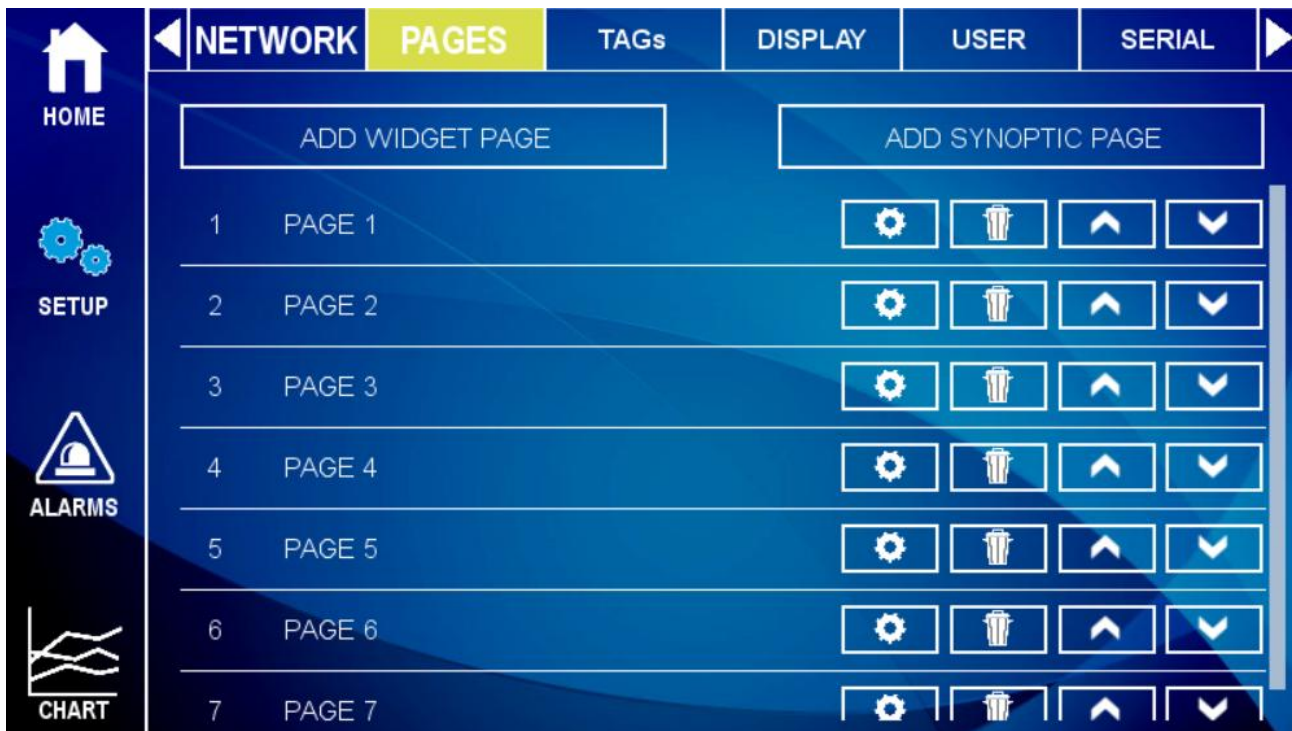 NETWORK PAGES TAGs DISPLAY USER SERIAL
HOME
ADD WIDGET PAGE ADD SYNOPTIC PAGE
1 PAGE 1
SETUP
2 PAGE 2
3 PAGE 3
4 PAGE 4
ALARMS
5 PAGE 5
6 PAGE 6
CHART
7 PAGE 7